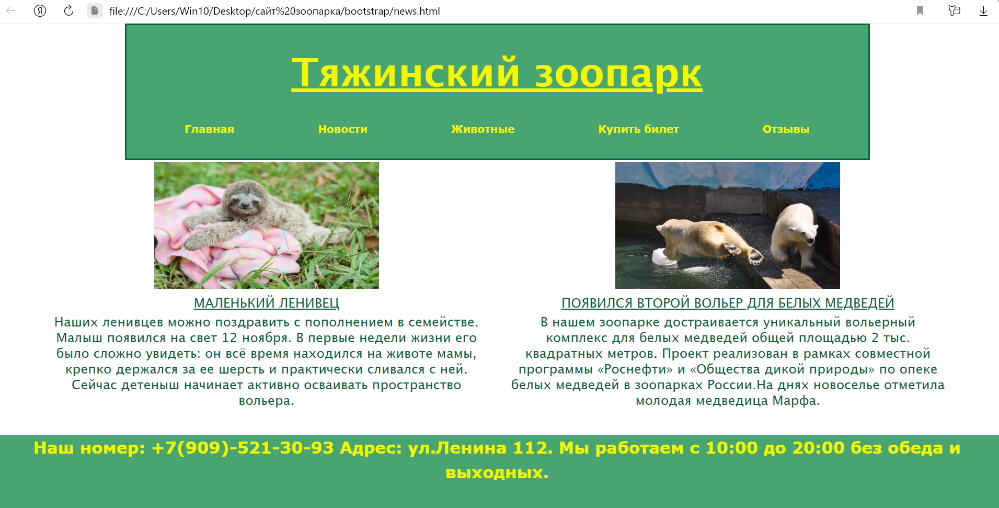 file:///C:/Users/Win10/Desktop/сайт%20зоопарка/bootstrap/news.html
Тяжинский зоопарк
Главная Новости Животные Купить билет Отзывы
Sam Trull
МАЛЕНЬКИЙ ЛЕНИВЕЦ
Наших ленивцев можно поздравить с пополнением в семействе.
Малыш появился на свет 12 ноября. В первые недели жизни его
было сложно увидеть: он всё время находился на животе мамы,
крепко держался за ее шерсть и практически сливался с ней.
Сейчас детеныш начинает активно осваивать пространство
вольера.
ПОЯВИЛСЯ ВТОРОЙ ВОЛЬЕР ДЛЯ БЕЛЫХ МЕДВЕДЕЙ
В нашем зоопарке достраивается уникальный вольерный
комплекс для белых медведей общей площадью 2 тыс.
квадратных метров. Проект реализован в рамках совместной
программы «Роснефти» и «Общества дикой природы» по опеке
белых медведей в зоопарках России.На днях новоселье отметила
молодая медведица Марфа.
Наш номер: +7(909)-521-30-93 Адрес: ул.Ленина 112. Мы работаем с 10:00 до 20:00 без обеда и
выходных.